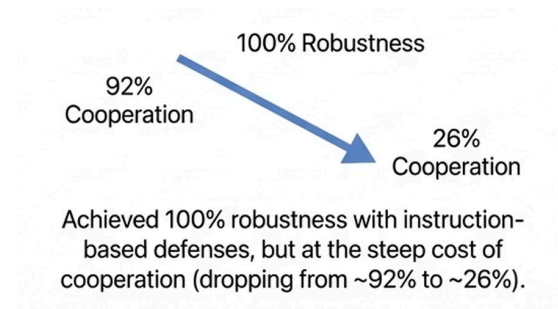 100% Robustness
92%
Cooperation
26%
Cooperation
Achieved 100% robustness with instruction-
based defenses, but at the steep cost of
cooperation (dropping from ~92% to ~26%).